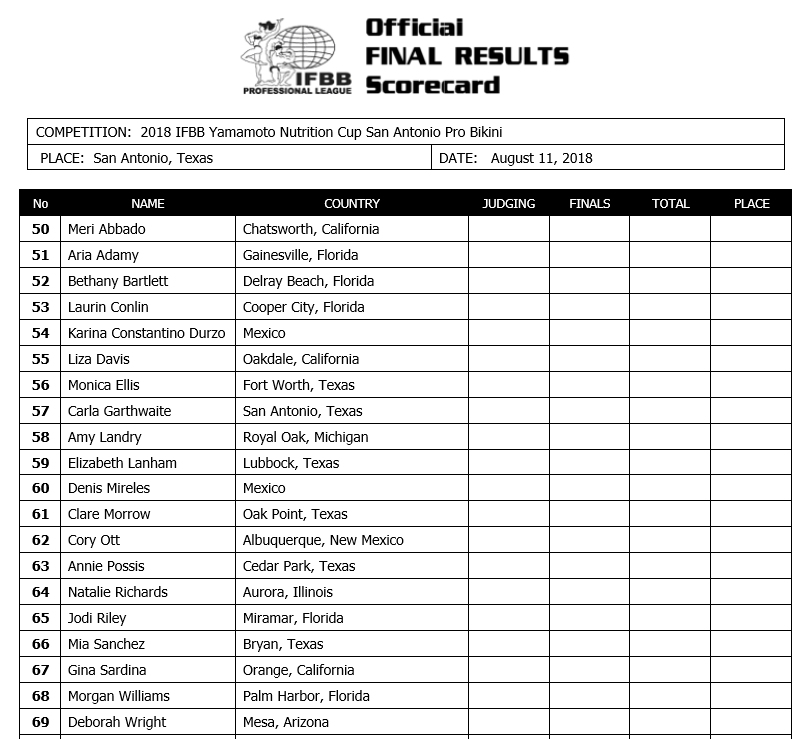 Official
FINAL RESULTS
Scorecard
IFBB
PROFESSIONAL LEAGUE
COMPETITION: 2018 IFBB Yamamoto Nutrition Cup San Antonio Pro Bikini
PLACE: San Antonio, Texas DATE: August 11, 2018
No NAME COUNTRY JUDGING FINALS TOTAL PLACE
50 Meri Abbado Chatsworth, California
51 Aria Adamy Gainesville, Florida
52 Bethany Bartlett Delray Beach, Florida
53 Laurin Conlin Cooper City, Florida
54 Karina Constantino Durzo Mexico
55 Liza Davis Oakdale, California
56 Monica Ellis Fort Worth, Texas
57 Carla Garthwaite San Antonio, Texas
58 Amy Landry Royal Oak, Michigan
59 Elizabeth Lanham Lubbock, Texas
60 Denis Mireles Mexico
61 Clare Morrow Oak Point, Texas
62 Cory Ott Albuquerque, New Mexico
63 Annie Possis Cedar Park, Texas
64 Natalie Richards Aurora, Illinois
65 Jodi Riley Miramar, Florida
66 Mia Sanchez Bryan, Texas
67 Gina Sardina Orange, California
68 Morgan Williams Palm Harbor, Florida
69 Deborah Wright Mesa, Arizona